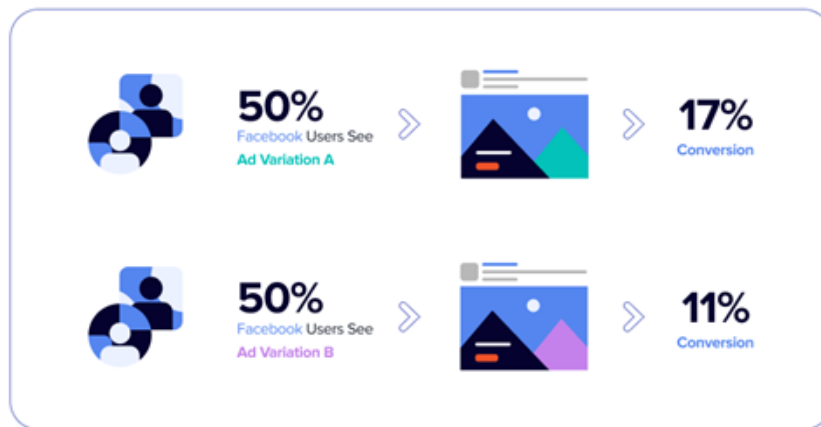 50%
Facebook Users See
Ad Variation A
17%
Conversion
50%
Facebook Users See
Ad Variation B
11%
Conversion